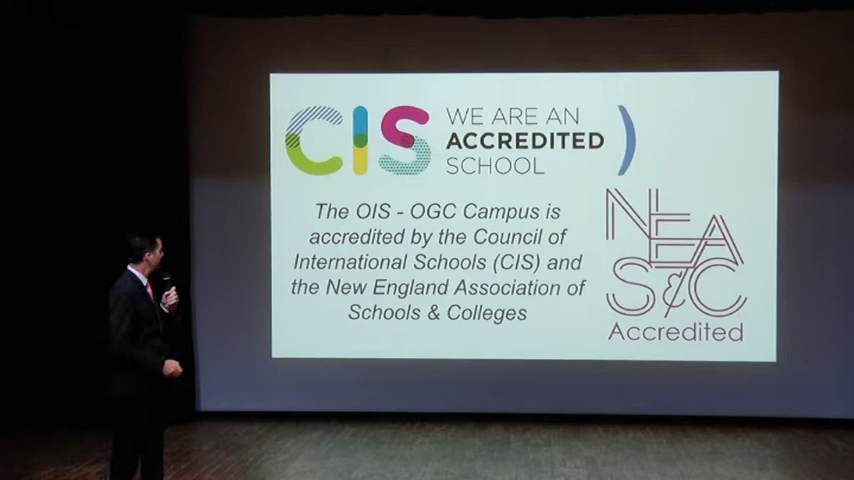 CIS
WE ARE AN
ACCREDITED
SCHOOL
The OIS - OGC Campus is
accredited by the Council of
International Schools (CIS) and
the New England Association of
Schools & Colleges
NEA
S&C
Accredited